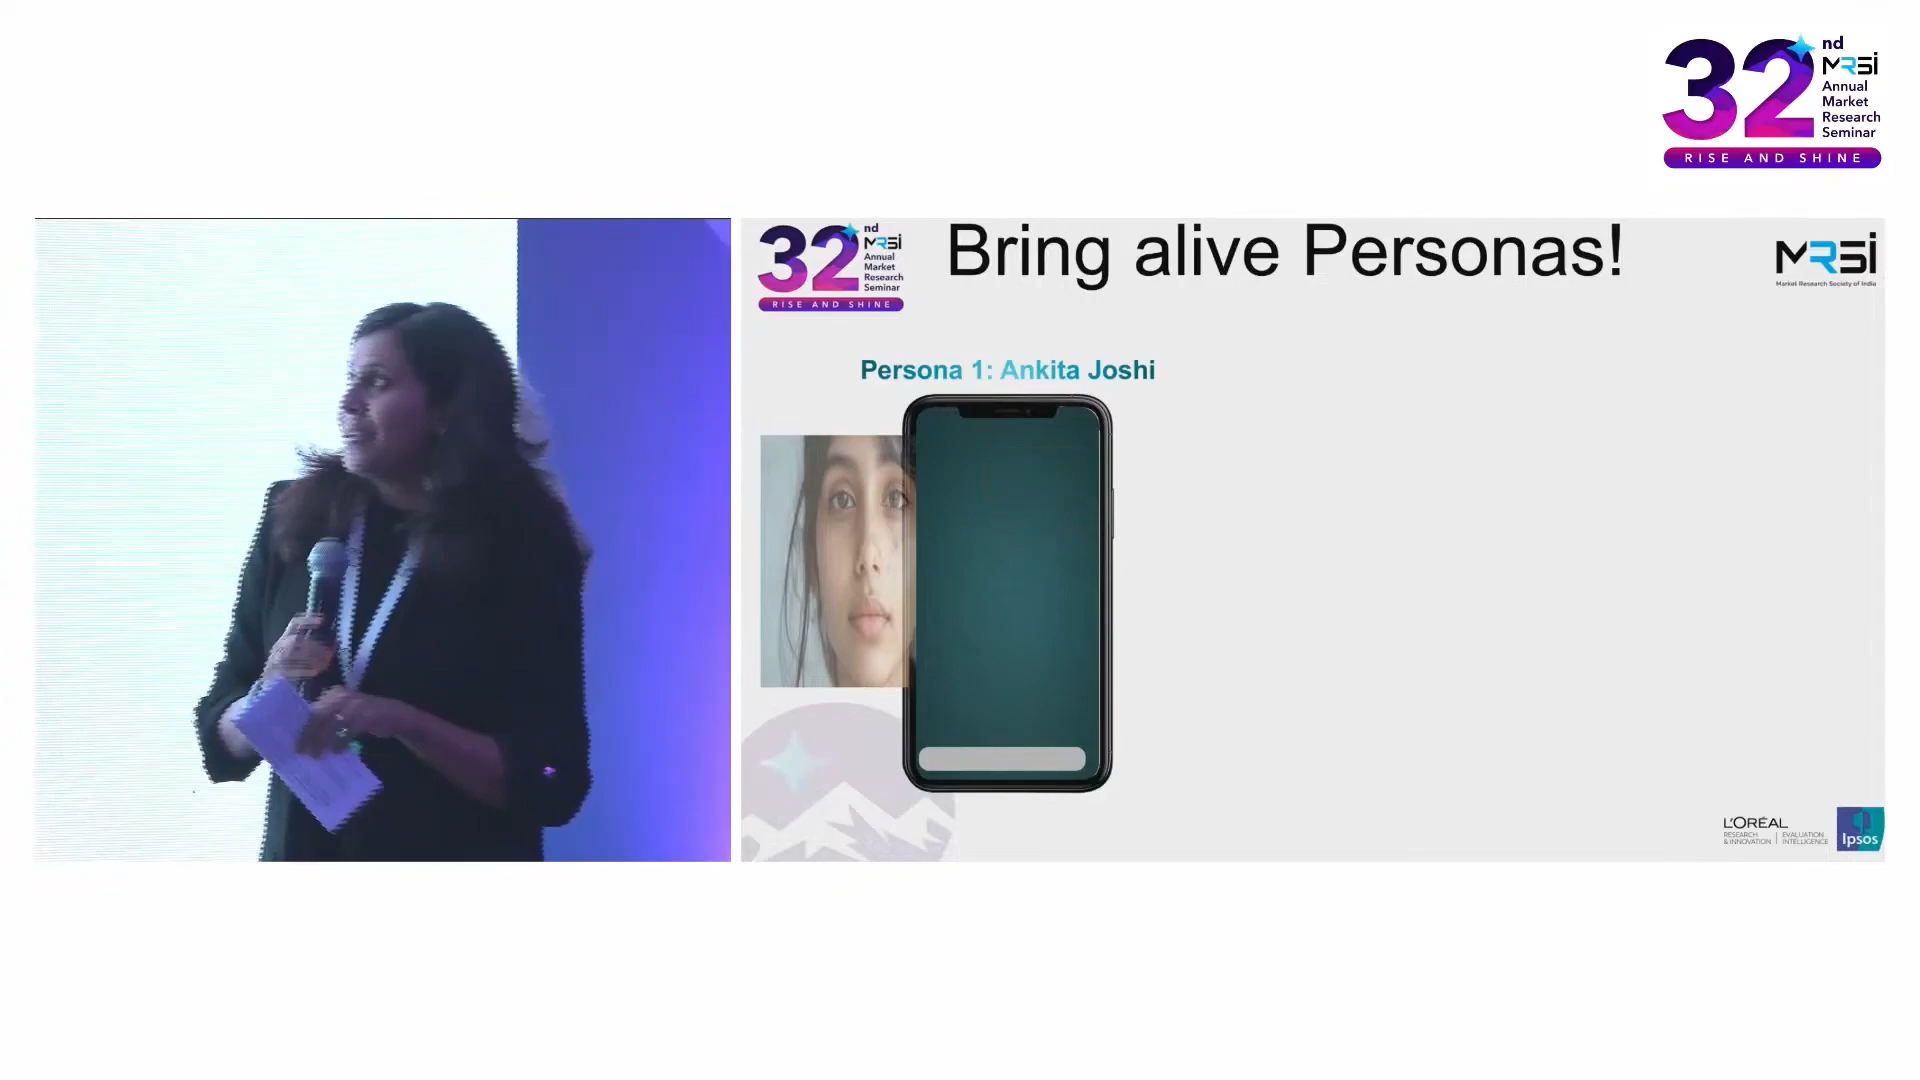 32nd
MRSI
Annual
Market
Research
Seminar
RISE AND SHINE
32nd
MRSI
Annual
Market
Research
Seminar
RISE AND SHINE
Bring alive Personas!
MRSI
Market Research Society of India
Persona 1: Ankita Joshi
L'ORÉAL
RESEARCH & INNOVATION | EVALUATION INTELLIGENCE
Ipsos